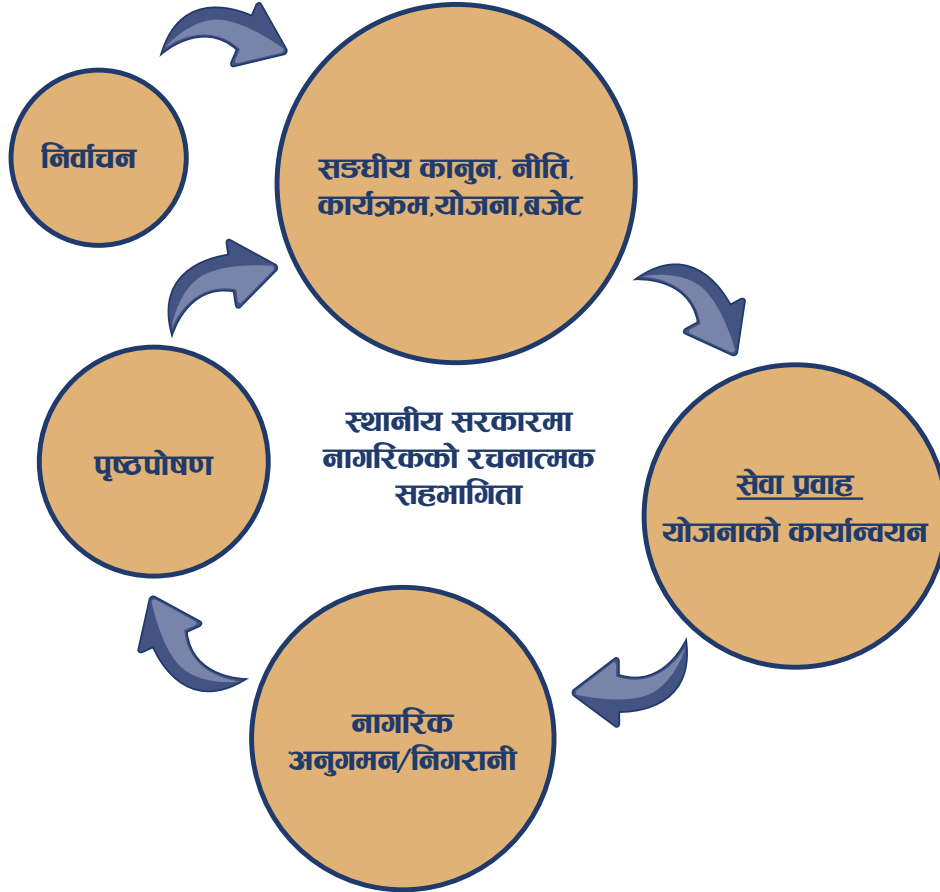 निर्वाचन
सङघीय कानुन, नीति,
कार्यक्रम,योजना,बजेट
सेवा प्रवाह
योजनाको कार्यान्वयन
नागरिक
अनुगमन/निगरानी
पृष्ठपोषण
स्थानीय सरकारमा
नागरिकको रचनात्मक
सहभागिता